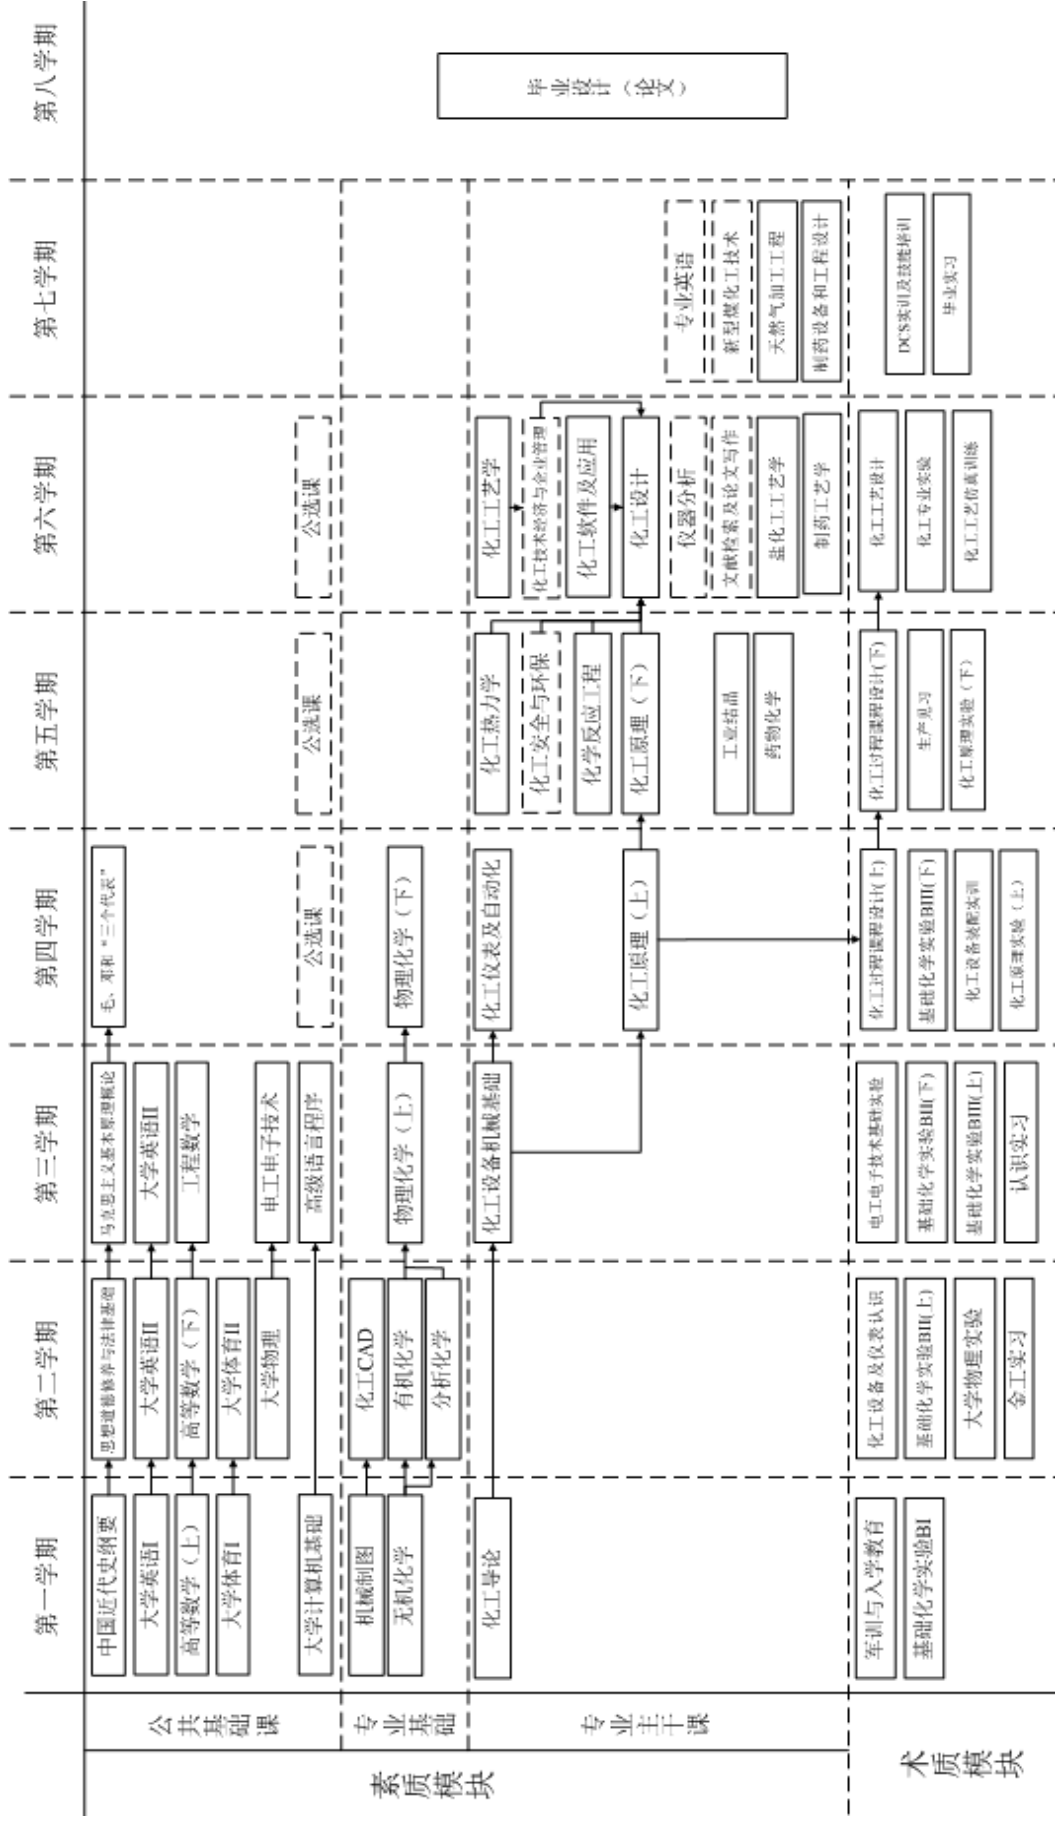 第一学期
第二学期
第三学期
第四学期
第五学期
第六学期
第七学期
第八学期
素质模块
公共基础课
中国近代史纲要
思想道德修养与法律基础
马克思主义基本原理概论
毛、邓和“三个代表”
大学英语I
大学英语II
大学英语II
高等数学（上）
高等数学（下）
工程数学
大学体育I
大学体育II
大学物理
电工电子技术
大学计算机基础
高级语言程序
公选课
公选课
公选课
专业基础
机械制图
化工CAD
无机化学
有机化学
物理化学（上）
物理化学（下）
分析化学
专业主干课
化工导论
化工设备机械基础
化工仪表及自动化
化工热力学
化工工艺学
化工安全与环保
化工技术经济与企业管理
化学反应工程
化工软件及应用
化工原理（上）
化工原理（下）
化工设计
仪器分析
专业英语
工业结晶
文献检索及论文写作
新型煤化工技术
药物化学
盐化工工艺学
天然气加工工程
制药工艺学
制药设备和工程设计
毕业设计（论文）
术质模块
军训与入学教育
化工设备及仪表认识
电工电子技术基础实验
化工过程课程设计(上)
化工过程课程设计(下)
化工工艺设计
DCS实训及技能培训
基础化学实验BI
基础化学实验BII(上)
基础化学实验BII(下)
基础化学实验BIII(下)
生产见习
化工专业实验
毕业实习
大学物理实验
基础化学实验BIII(上)
化工设备装配实训
化工原理实验（下）
化工工艺仿真训练
金工实习
认识实习
化工原理实验（上）